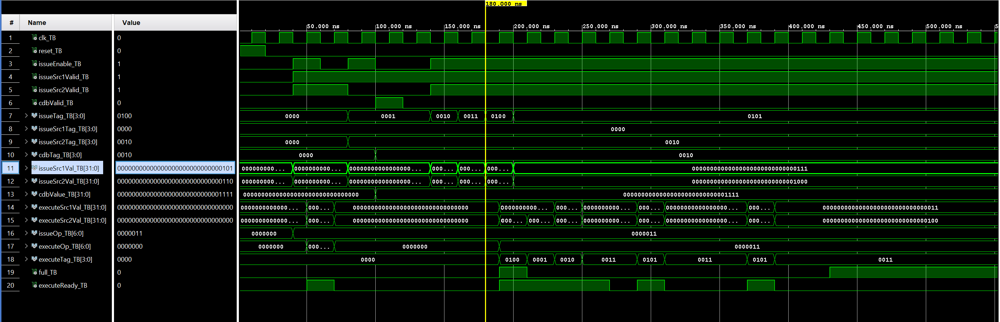 180.000 ns
# Name Value
50.000 ns 100.000 ns 150.000 ns 200.000 ns 250.000 ns 300.000 ns 350.000 ns 400.000 ns 450.000 ns 500.000 ns 5
1 clk_TB 0
2 reset_TB 0
3 issueEnable_TB 1
4 issueSrc1Valid_TB 1
5 issueSrc2Valid_TB 1
6 cdbValid_TB 0
7 issueTag_TB[3:0] 0100 0000 0001 0010 0011 0100 0101
8 issueSrc1Tag_TB[3:0] 0000 0000
9 issueSrc2Tag_TB[3:0] 0010 0000 0010
10 cdbTag_TB[3:0] 0010 0000 0010
11 issueSrc1Val_TB[31:0] 00000000000000000000000000000101 000000000... 0000000000... 0000000000000000... 000... 000... 000... 00000000000000000000000000000111
12 issueSrc2Val_TB[31:0] 00000000000000000000000000000110 000000000... 0000000000... 0000000000000000... 000... 000... 000... 00000000000000000000000000001000
13 cdbValue_TB[31:0] 00000000000000000000000000001111 00000000000000000000000000000000 00000000000000000000000000001111
14 executeSrc1Val_TB[31:0] 00000000000000000000000000000000 0000000000000... 000... 00000000000000000000000000000000 0000000000... 000... 0000000000... 000... 0000000000000000... 000... 00000000000000000000000000000011
15 executeSrc2Val_TB[31:0] 00000000000000000000000000000000 0000000000000... 000... 00000000000000000000000000000000 000... 000... 000... 0000000000... 000... 0000000000000000... 000... 00000000000000000000000000000100
16 issueOp_TB[6:0] 0000011 0000000 0000011
17 executeOp_TB[6:0] 0000000 0000000 000... 0000000 0000011
18 executeTag_TB[3:0] 0000 0000 0100 0001 0010 0011 0101 0011 0101 0011
19 full_TB 0
20 executeReady_TB 0